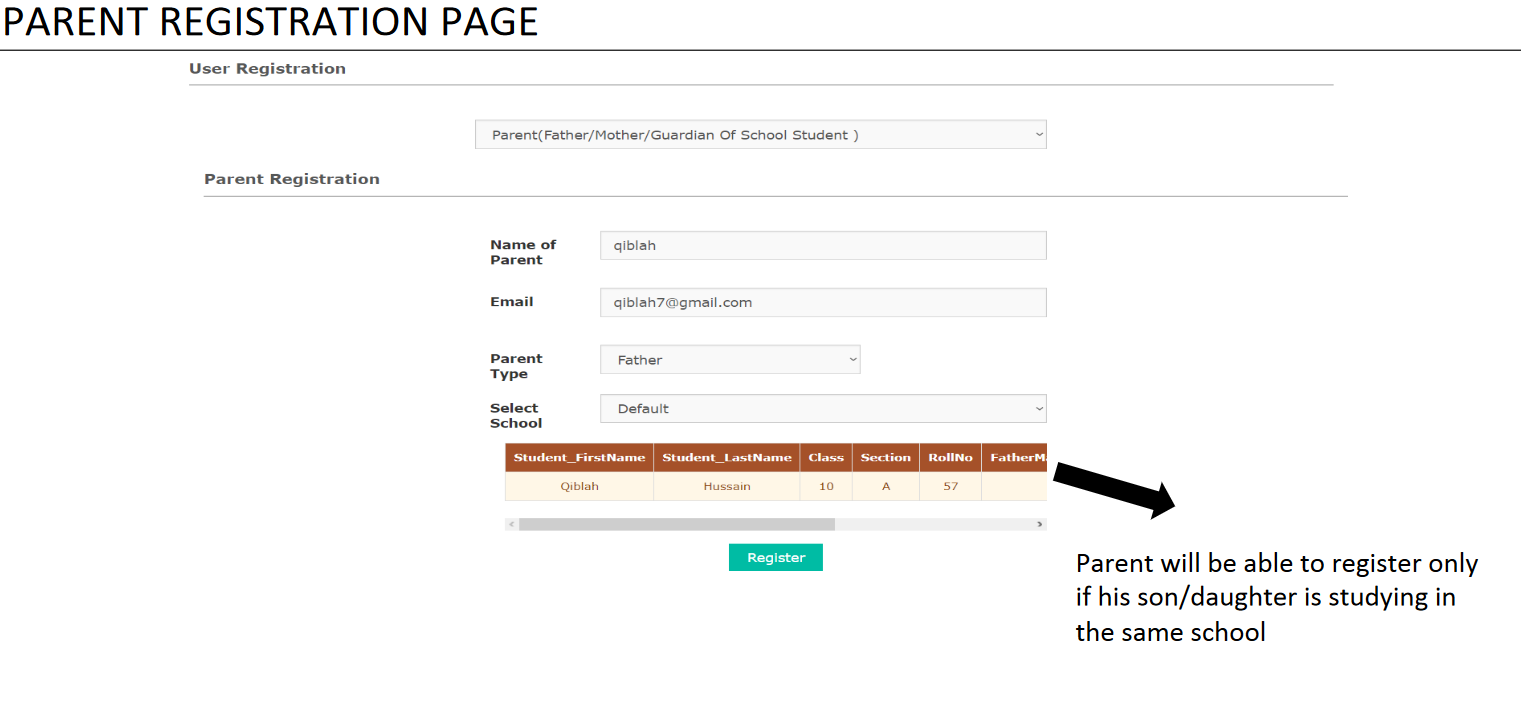 PARENT REGISTRATION PAGE
User Registration
Parent(Father/Mother/Guardian Of School Student )
Parent Registration
Name of
Parent
qiblah
Email
qiblah7@gmail.com
Parent
Type
Father
Select
School
Default
Student_FirstName Student_LastName Class Section RollNo FatherM
Qiblah Hussain 10 A 57
Register
Parent will be able to register only
if his son/daughter is studying in
the same school